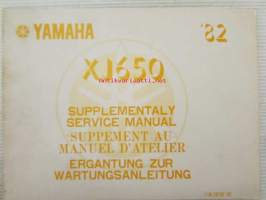 YAMAHA '82
XJ650
SUPPLEMENTALY
SERVICE MANUAL
(SUPPEMENT AU
MANUEL D'ATELIER
ERGANTUNG ZUR
WARTUNGSANLEITUNG